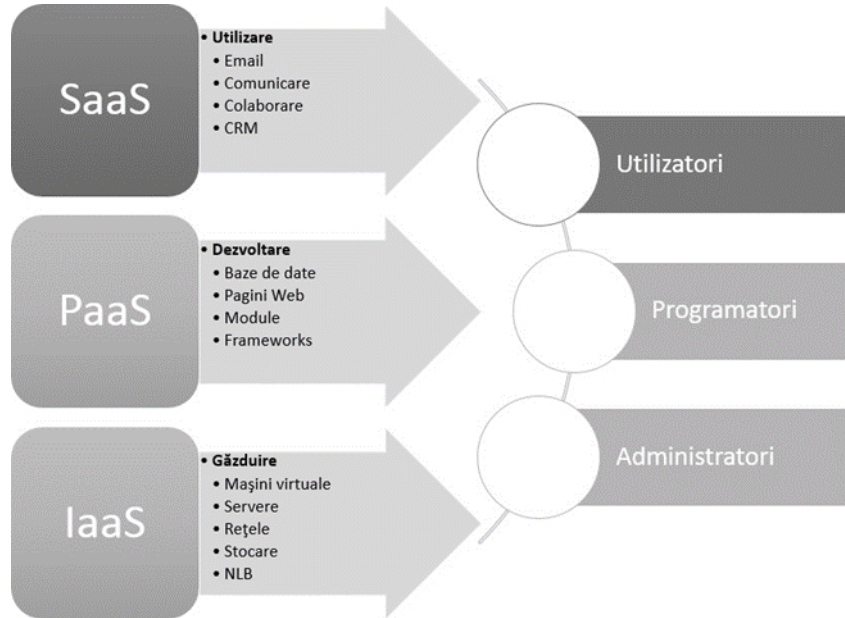 SaaS
• Utilizare
• Email
• Comunicare
• Colaborare
• CRM
Utilizatori
PaaS
• Dezvoltare
• Baze de date
• Pagini Web
• Module
• Frameworks
Programatori
IaaS
• Găzduire
• Maşini virtuale
• Servere
• Reţele
• Stocare
• NLB
Administratori